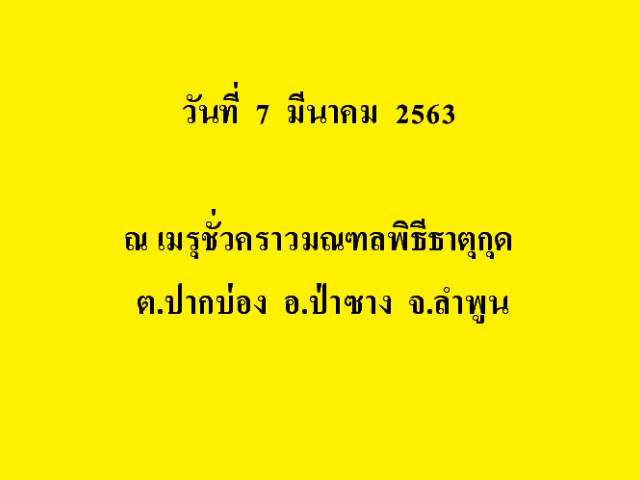 วันที่ 7 มีนาคม 2563
ณ เมรุชั่วคราวมณฑลพิธีธาตุกุด
ต.ปากบ่อง อ.ป่าซาง จ.ลำพูน